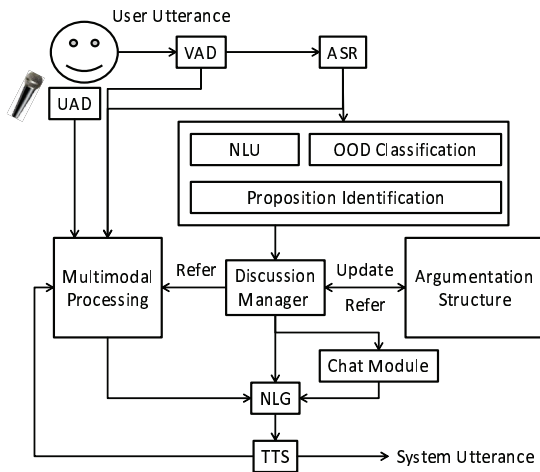 User Utterance
VAD
ASR
UAD
NLU
OOD Classification
Proposition Identification
Multimodal
Processing
Refer
Discussion
Manager
Update
Refer
Argumentation
Structure
Chat Module
NLG
TTS
System Utterance